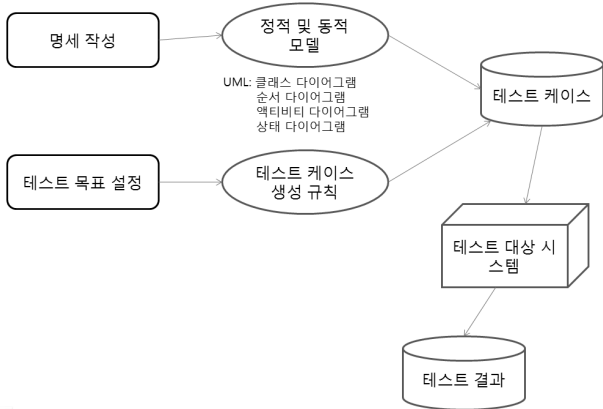 명세 작성
정적 및 동적
모델
UML: 클래스 다이어그램
순서 다이어그램
액티비티 다이어그램
상태 다이어그램
테스트 케이스
테스트 목표 설정
테스트 케이스
생성 규칙
테스트 대상 시
스템
테스트 결과